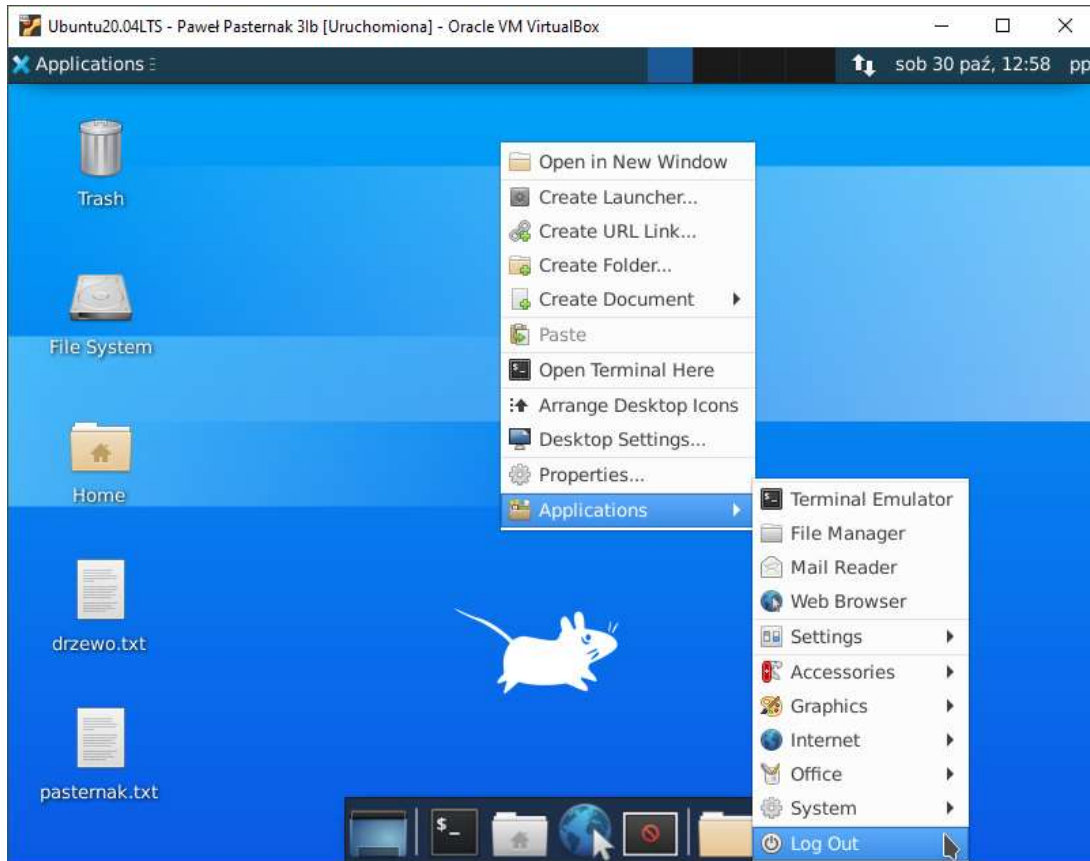 Ubuntu20.04LTS - Paweł Pasternak 3lb [Uruchomiona] - Oracle VM VirtualBox
Applications
sob 30 paź, 12:58 pp
Trash
File System
Home
drzewo.txt
pasternak.txt
Open in New Window
Create Launcher...
Create URL Link...
Create Folder...
Create Document
Paste
Open Terminal Here
Arrange Desktop Icons
Desktop Settings...
Properties...
Applications
Terminal Emulator
File Manager
Mail Reader
Web Browser
Settings
Accessories
Graphics
Internet
Office
System
Log Out
$_